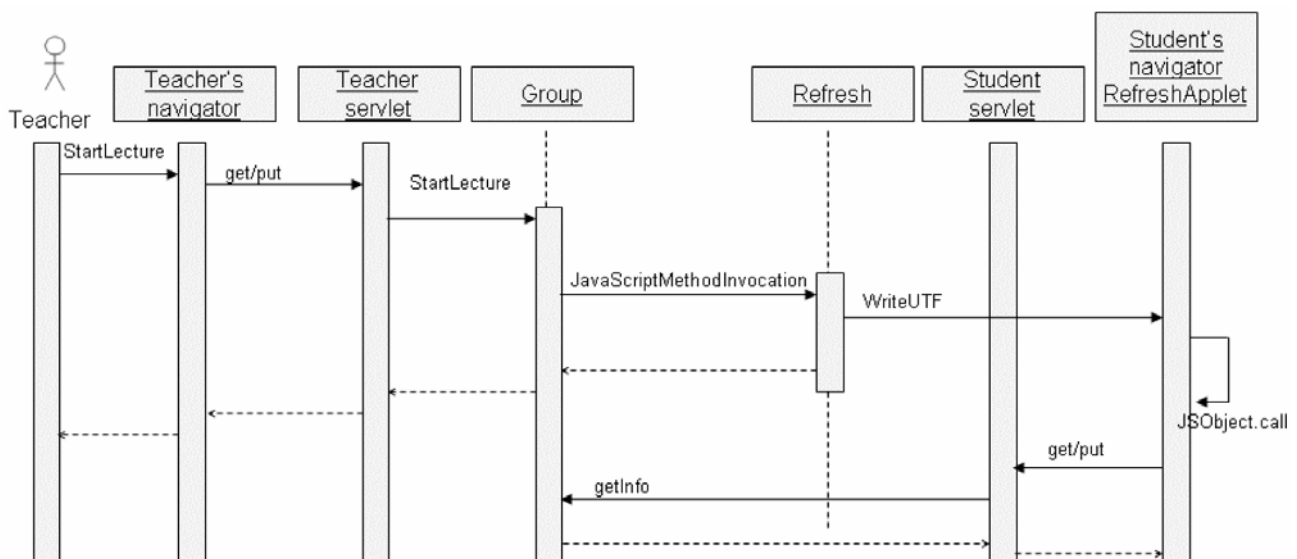 Teacher
Teacher's
navigator
Teacher
servlet
Group
Refresh
Student
servlet
Student's
navigator
RefreshApplet
StartLecture
get/put
StartLecture
JavaScriptMethodInvocation
WriteUTF
JSObject.call
get/put
getInfo